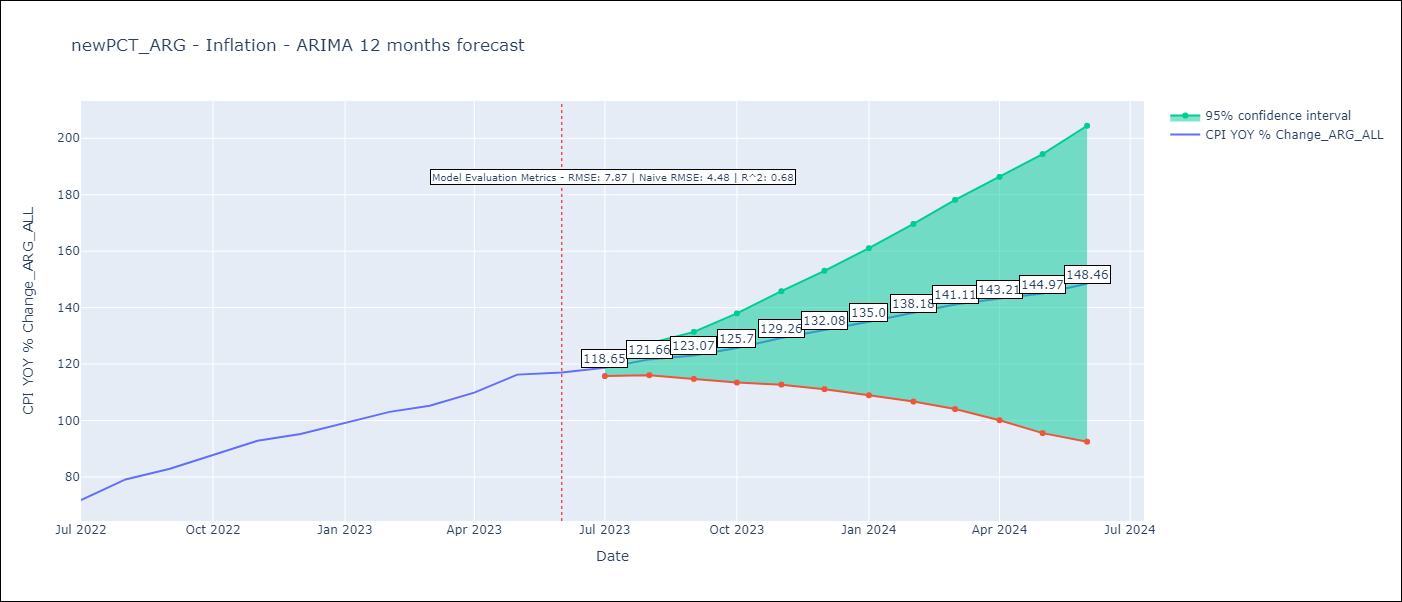 newPCT_ARG - Inflation - ARIMA 12 months forecast
95% confidence interval
CPI YOY % Change_ARG_ALL
Model Evaluation Metrics - RMSE: 7.87 | Naive RMSE: 4.48 | R^2: 0.68
CPI YOY % Change_ARG_ALL
200
180
160
140
120
100
80
118.65
121.66
123.07
125.7
129.26
132.08
135.0
138.18
141.11
143.21
144.97
148.46
Jul 2022
Oct 2022
Jan 2023
Apr 2023
Jul 2023
Oct 2023
Jan 2024
Apr 2024
Jul 2024
Date